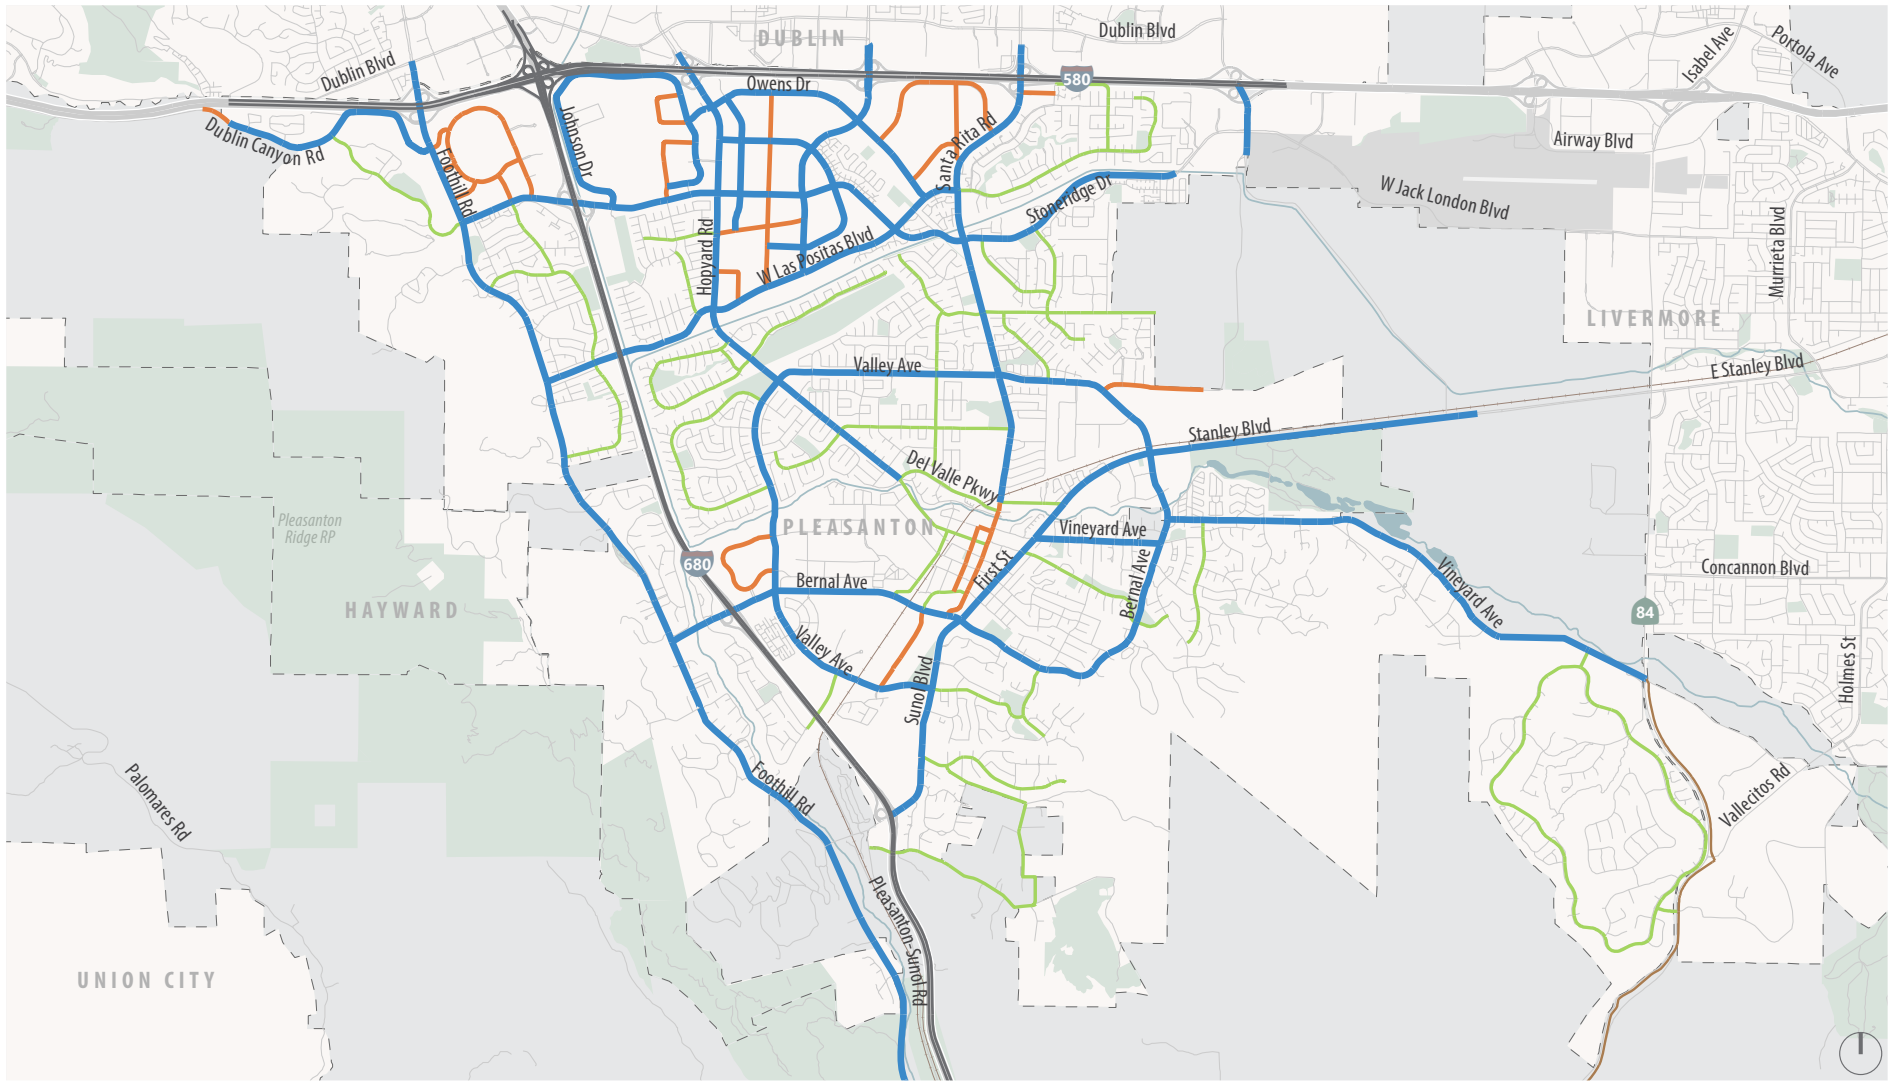 DUBLIN
Dublin Blvd
Isabel Ave
Portola Ave
Dublin Blvd
580
Owens Dr
Johnson Dr
Dublin Canyon Rd
Foothill Rd
Santa Rita Rd
Airway Blvd
W Jack London Blvd
Stoneridge Dr
Hopyard Rd
W Las Positas Blvd
Murrieta Blvd
LIVERMORE
Valley Ave
E Stanley Blvd
Stanley Blvd
Del Valle Pkwy
Pleasanton
Ridge RP
PLEASANTON
Vineyard Ave
680
First St
Bernal Ave
Bernal Ave
Concannon Blvd
Vineyard Ave
HAYWARD
84
Valley Ave
Sunol Blvd
Holmes St
Palomares Rd
Foothill Rd
Vallecitos Rd
Pleasanton-Sunol Rd
UNION CITY